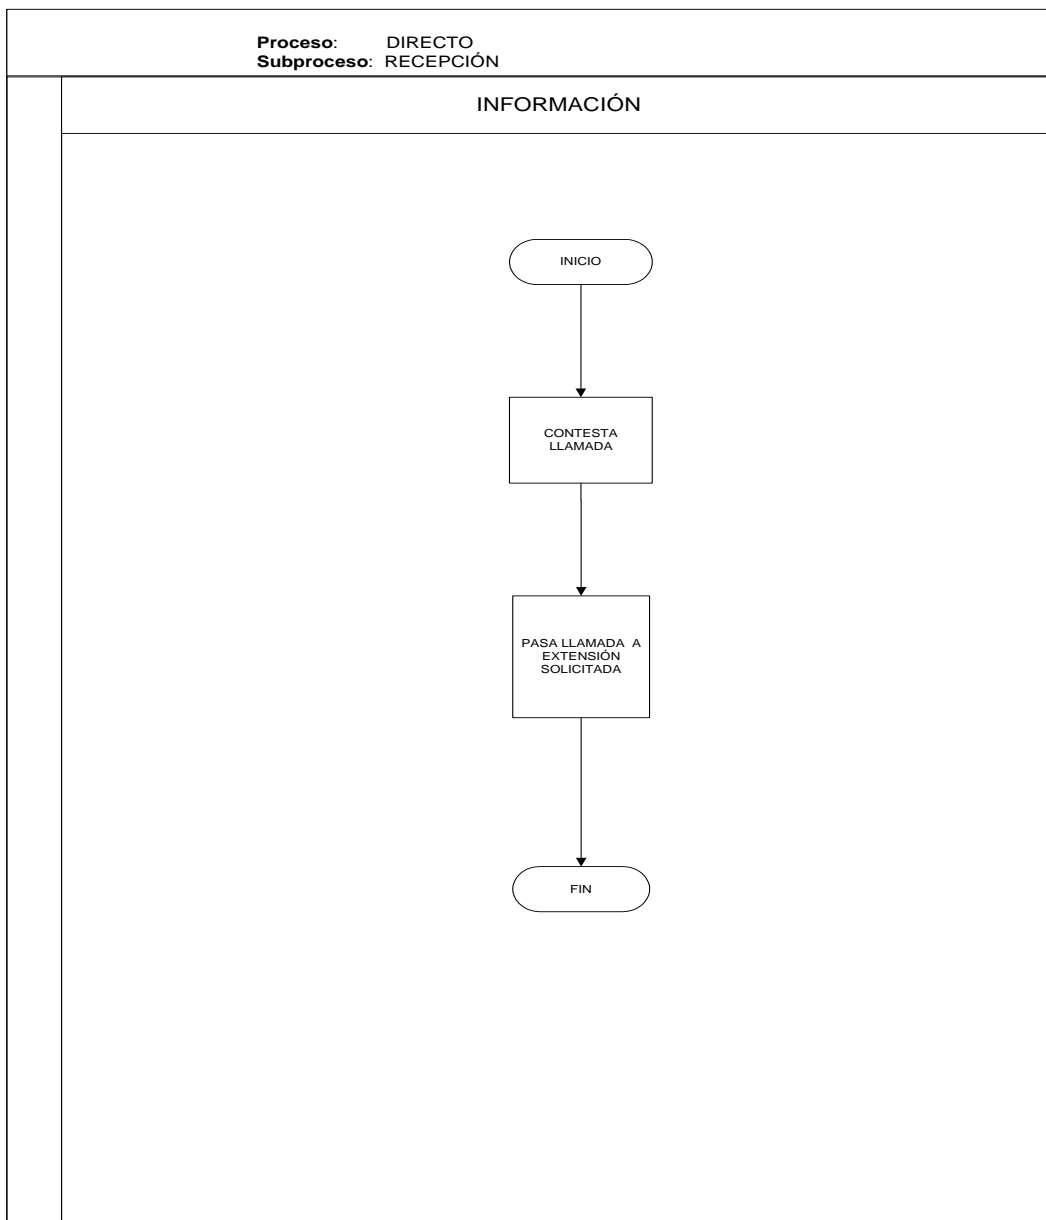 Proceso: DIRECTO
Subproceso: RECEPCIÓN
INFORMACIÓN
INICIO
CONTESTA
LLAMADA
PASA LLAMADA A
EXTENSIÓN
SOLICITADA
FIN